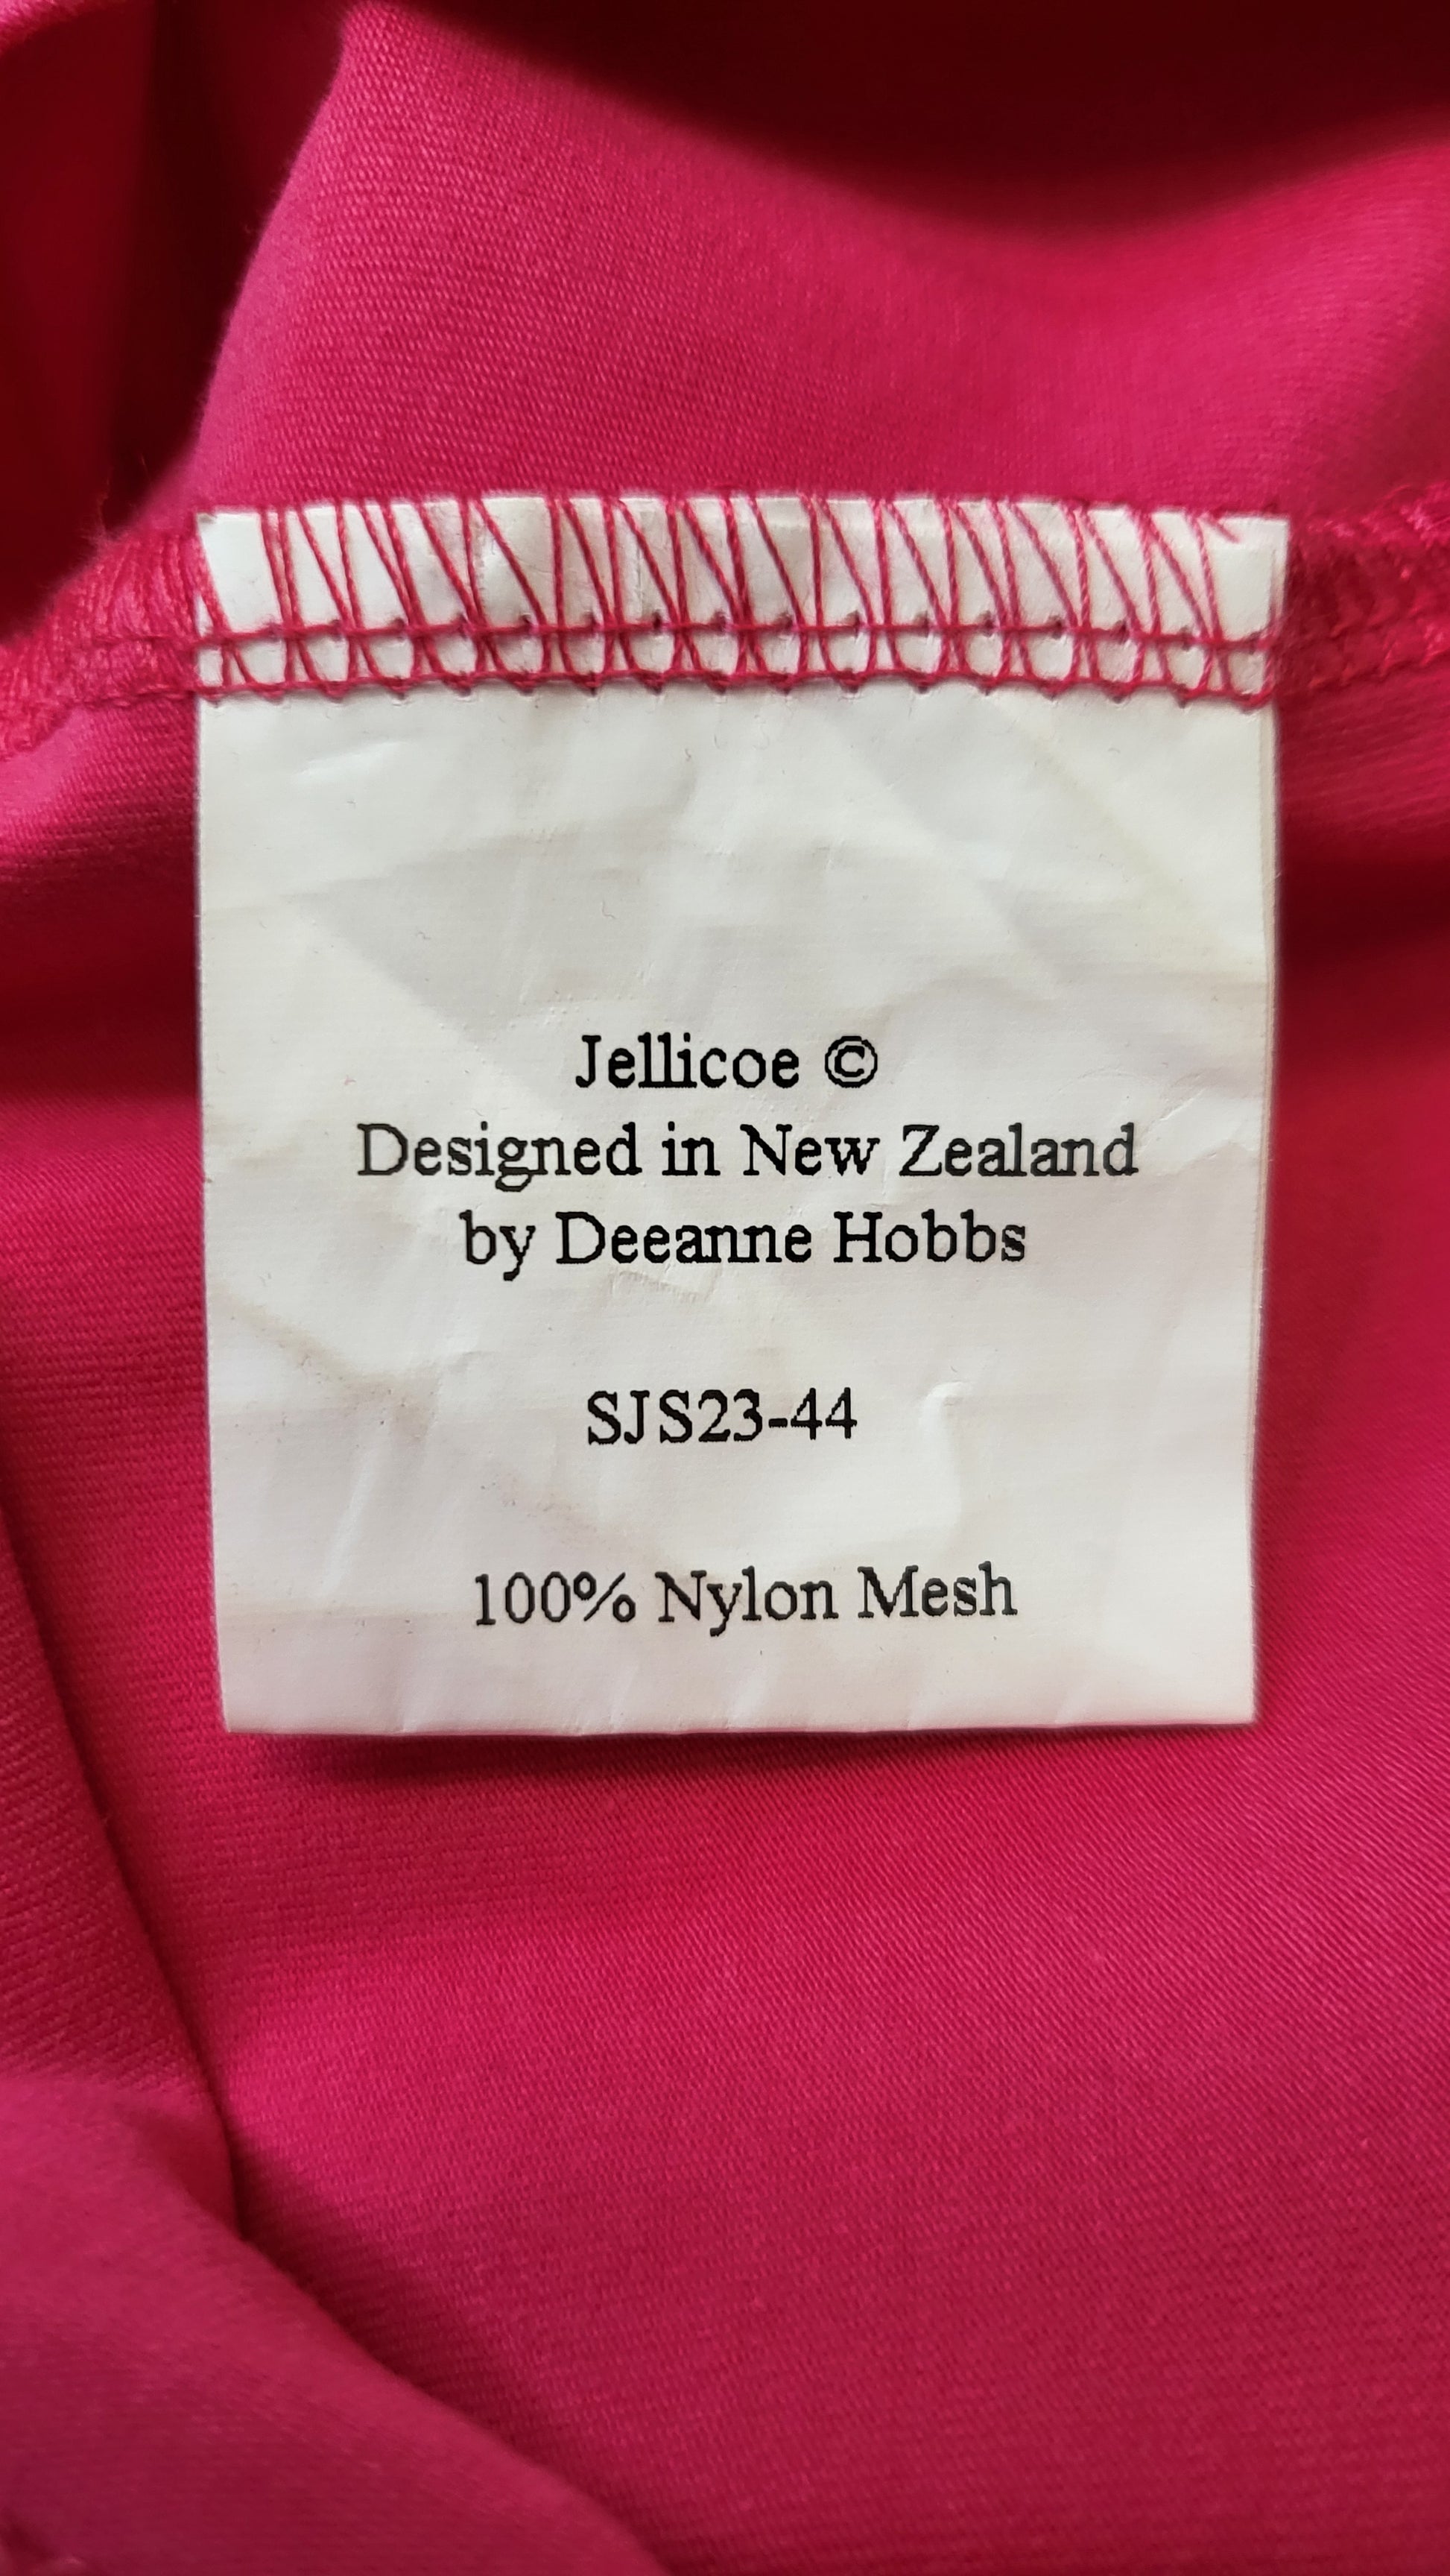 Jellicoe ©
Designed in New Zealand
by Deeanne Hobbs
SJS23-44
100% Nylon Mesh